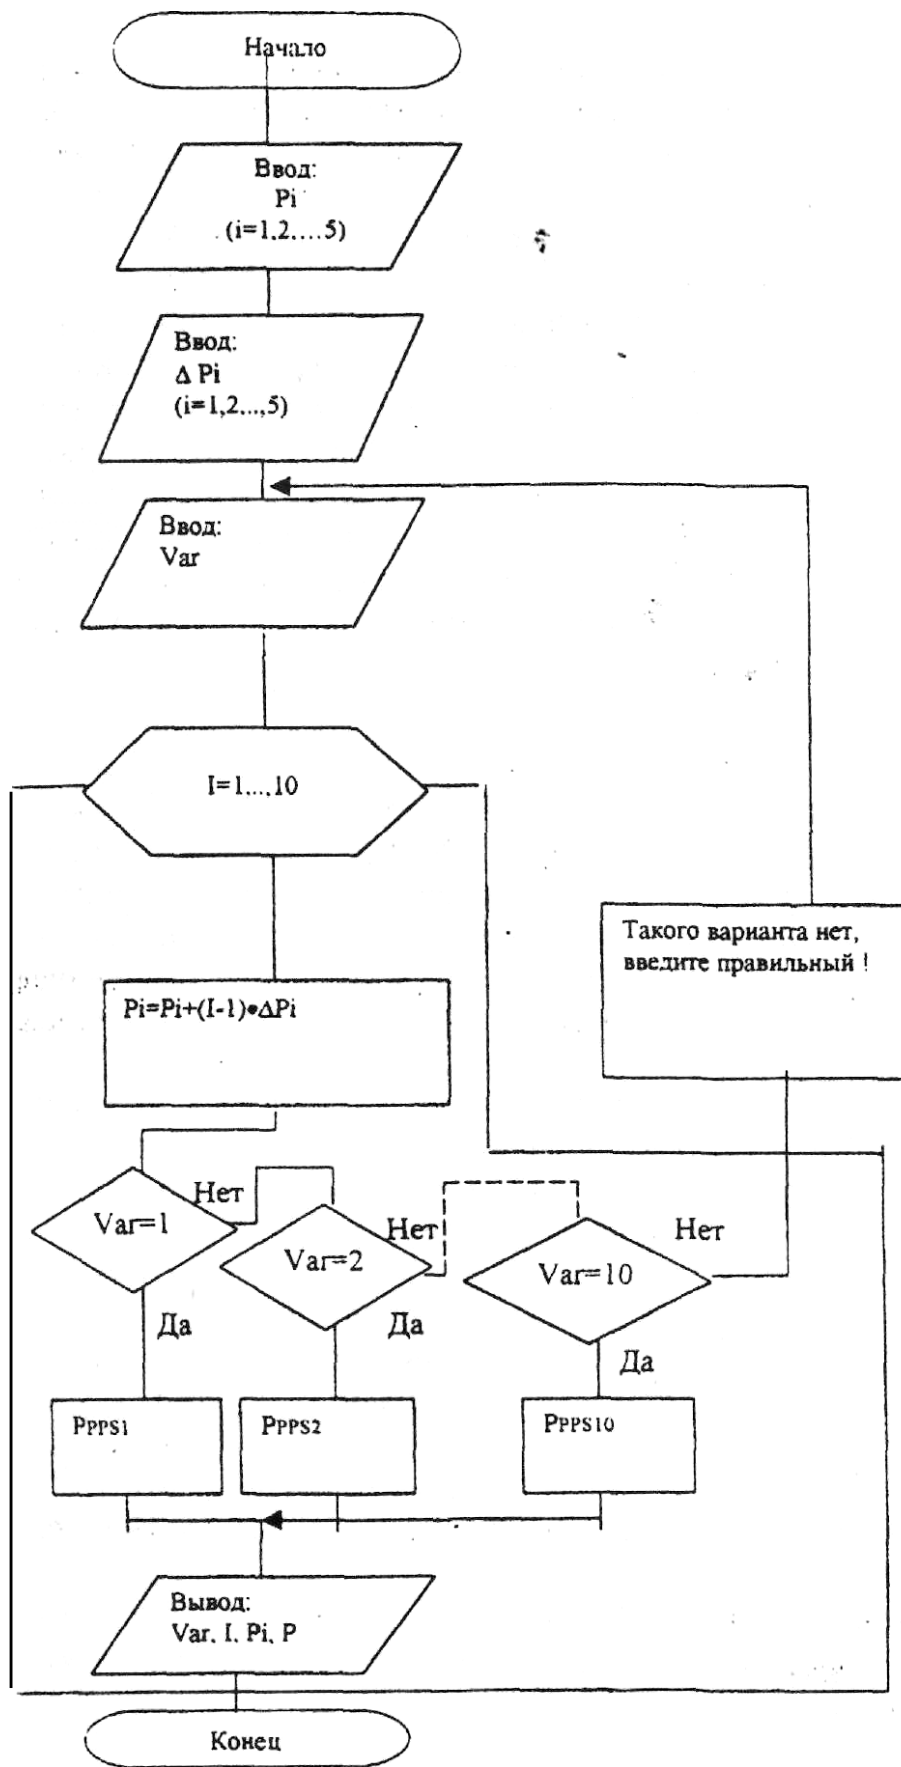 Начало
Ввод:
Pi
(i=1,2,...5)
Ввод:
Δ Pi
(i=1,2...,5)
Ввод:
Var
I=1...,10
Такого варианта нет,
введите правильный !
Pi=Pi+(I-1)•ΔPi
Var=1
Нет
Var=2
Нет
Var=10
Нет
Да
Да
Да
PPPS1
PPPS2
PPPS10
Вывод:
Var, I, Pi, P
Конец